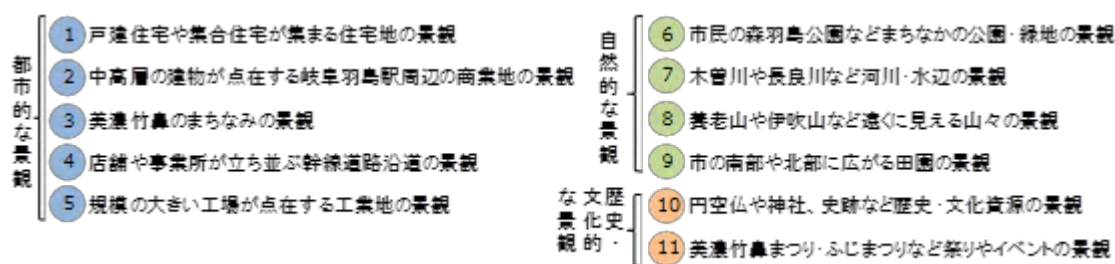 都市的な景観
1 戸建住宅や集合住宅が集まる住宅地の景観
2 中高層の建物が点在する岐阜羽島駅周辺の商業地の景観
3 美濃竹鼻のまちなみの景観
4 店舗や事業所が立ち並ぶ幹線道路沿道の景観
5 規模の大きい工場が点在する工業地の景観
自然的な景観
6 市民の森羽島公園などまちなかの公園・緑地の景観
7 木曽川や長良川など河川・水辺の景観
8 養老山や伊吹山など遠くに見える山々の景観
9 市の南部や北部に広がる田園の景観
歴史・
文化的
な景観
10 円空仏や神社、史跡など歴史・文化資源の景観
11 美濃竹鼻まつり・ふじまつりなど祭りやイベントの景観